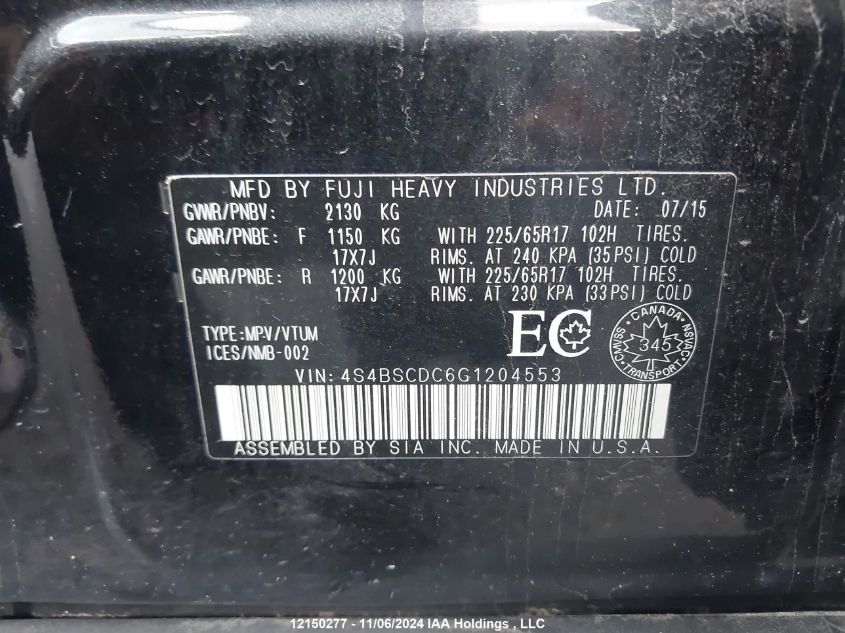 MFD BY FUJI HEAVY INDUSTRIES LTD.
GVWR/PNBV: 2130 KG DATE: 07/15
GAWR/PNBE: F 1150 KG WITH 225/65R17 102H TIRES.
17X7J RIMS. AT 240 KPA (35PSI) COLD
GAWR/PNBE: R 1200 KG WITH 225/65R17 102H TIRES.
17X7J RIMS. AT 230 KPA (33PSI) COLD
TYPE:MPV/VTUM
ICES/NMB-002
EC
CANADA
CMVSS NSVAC
345
TRANSPORT
VIN:4S4BSCDC6G1204553
ASSEMBLED BY SIA INC. MADE IN U.S.A.
12150277 - 11/06/2024 IAA Holdings , LLC